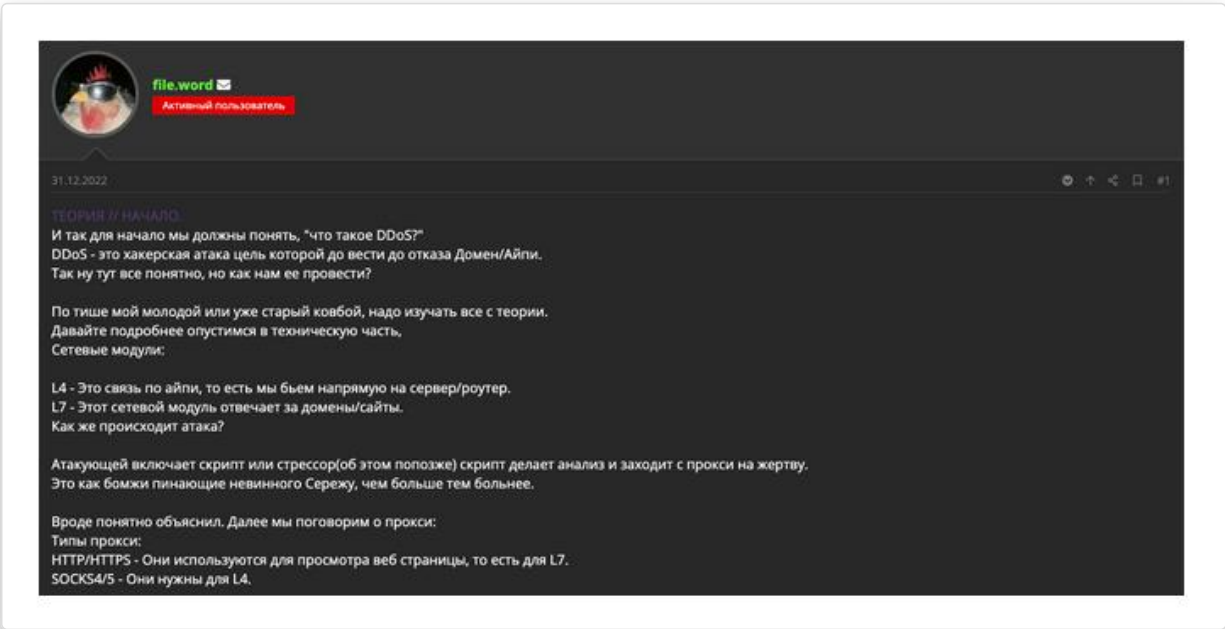 file.word
Активный пользователь
31.12.2022
#1
ТЕОРИЯ // НАЧАЛО.
И так для начало мы должны понять, "что такое DDoS?"
DDoS - это хакерская атака цель которой до вести до отказа Домен/Айпи.
Так ну тут все понятно, но как нам ее провести?
По тише мой молодой или уже старый ковбой, надо изучать все с теории.
Давайте подробнее опустимся в техническую часть,
Сетевые модули:
L4 - Это связь по айпи, то есть мы бьем напрямую на сервер/роутер.
L7 - Этот сетевой модуль отвечает за домены/сайты.
Как же происходит атака?
Атакующей включает скрипт или стрессор(об этом попозже) скрипт делает анализ и заходит с прокси на жертву.
Это как бомжи пинающие невинного Сережу, чем больше тем больнее.
Вроде понятно объяснил. Далее мы поговорим о прокси:
Типы прокси:
HTTP/HTTPS - Они используются для просмотра веб страницы, то есть для L7.
SOCKS4/5 - Они нужны для L4.